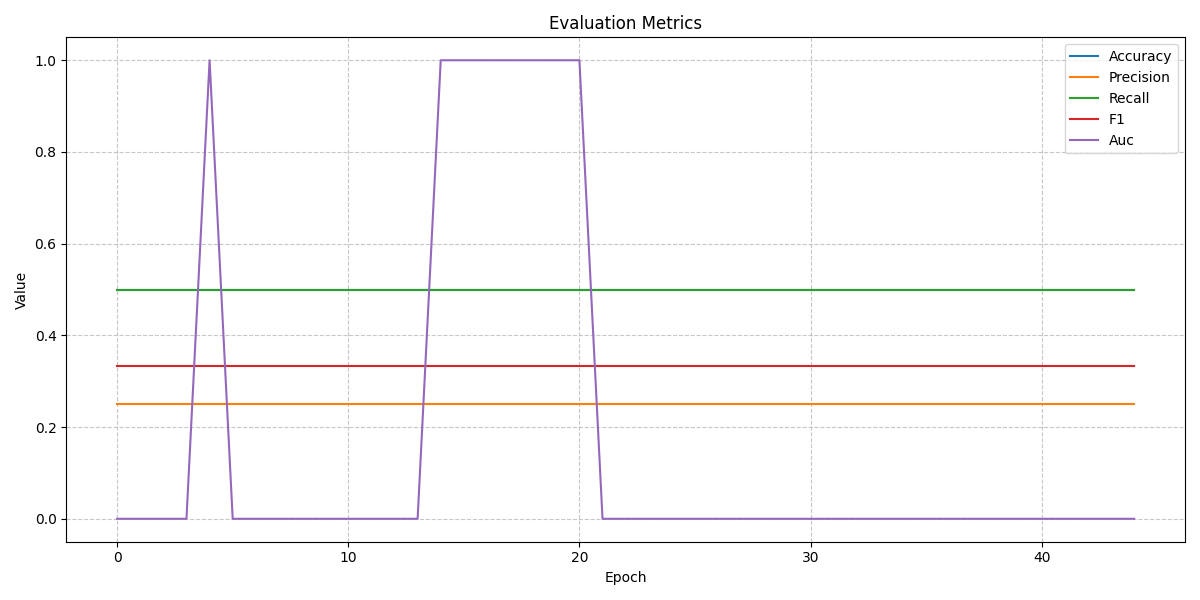 Evaluation Metrics
Accuracy
Precision
Recall
F1
Auc
1.0
0.8
0.6
0.4
0.2
0.0
Value
0 10 20 30 40
Epoch